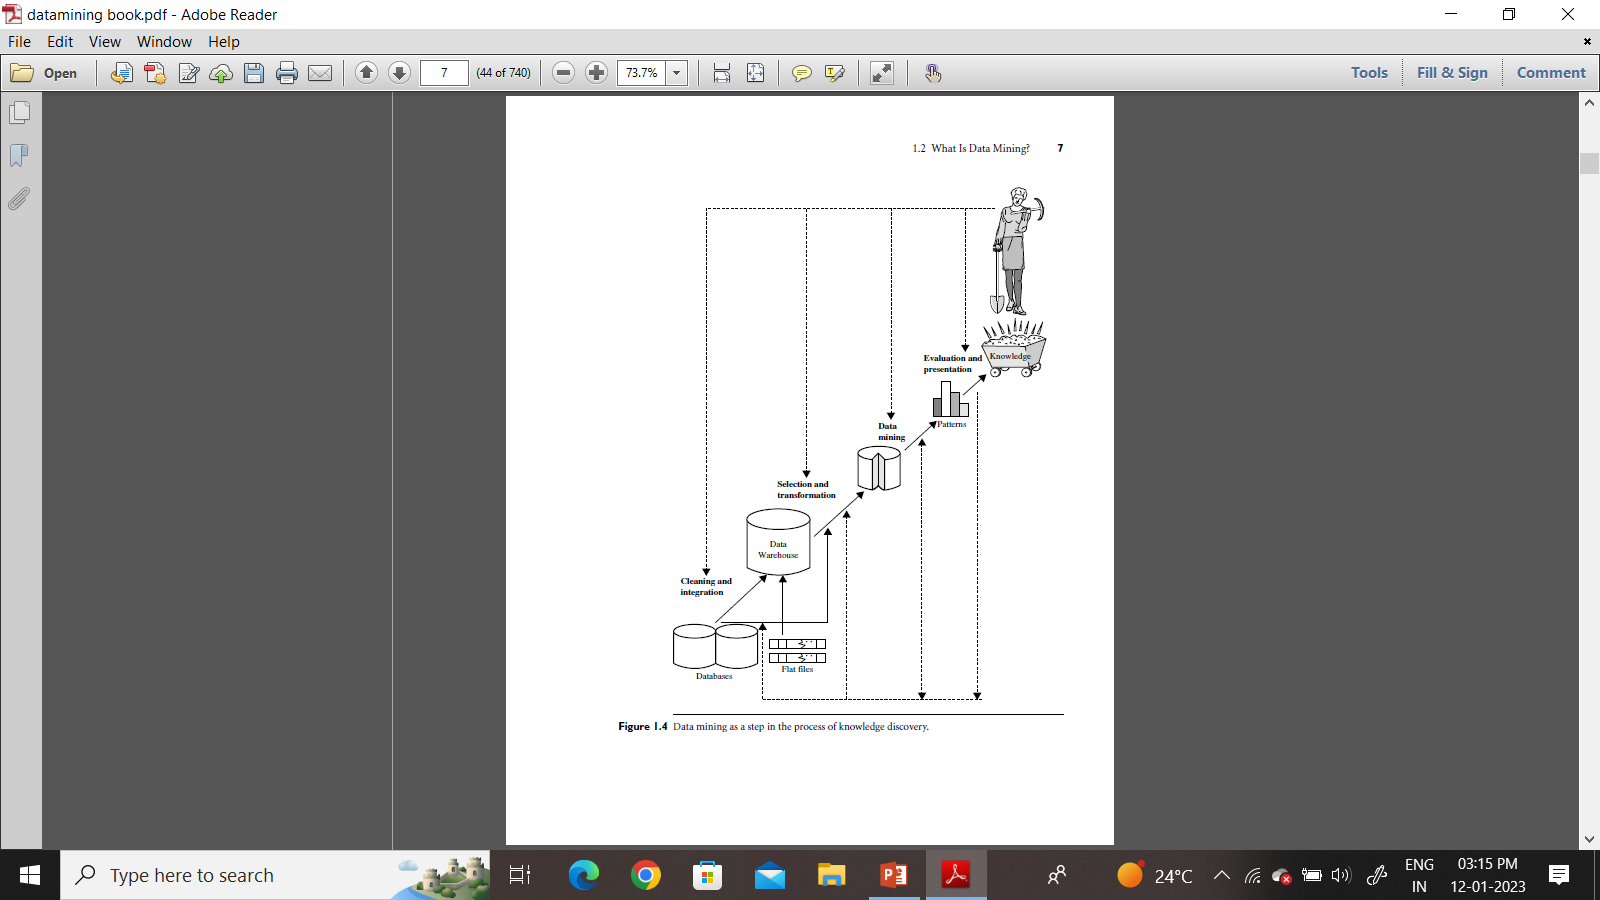 datamining book.pdf - Adobe Reader
File Edit View Window Help
Open
7
(44 of 740)
73.7%
Tools
Fill & Sign
Comment
1.2 What Is Data Mining? 7
Evaluation and
presentation
Knowledge
Patterns
Data
mining
Selection and
transformation
Data
Warehouse
Cleaning and
integration
Databases
Flat files
Figure 1.4 Data mining as a step in the process of knowledge discovery.
Type here to search
24°C
ENG
IN
03:15 PM
12-01-2023